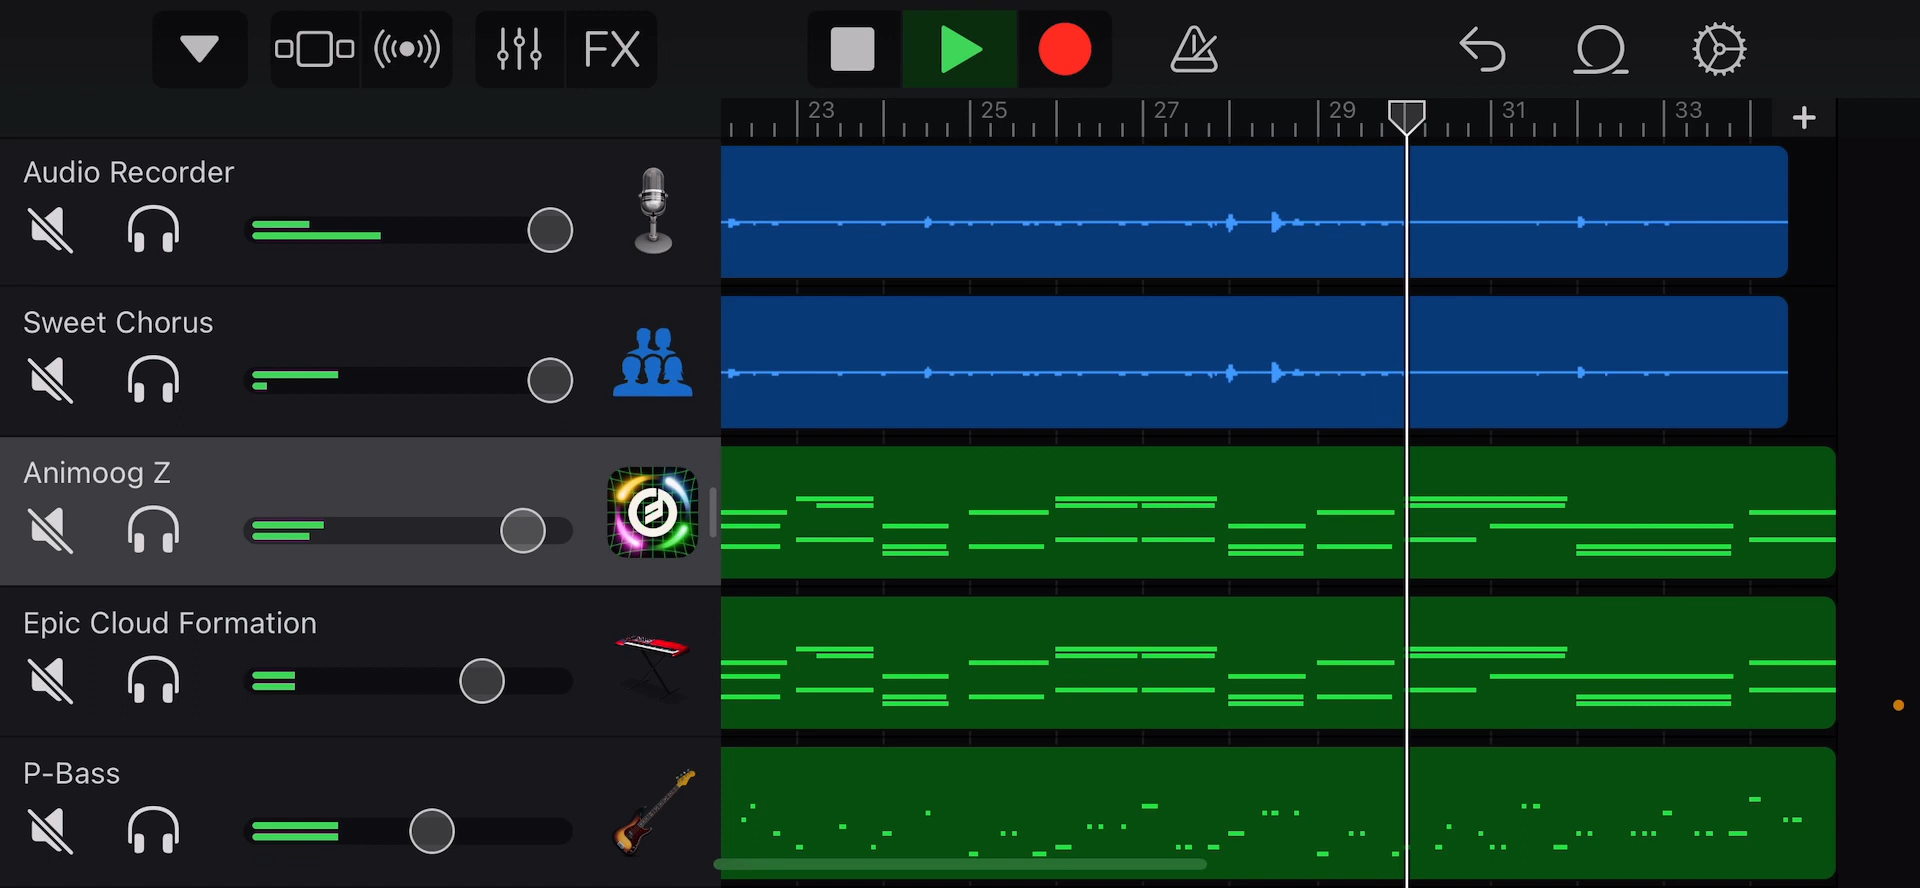 FX
23 25 27 29 31 33 +
Audio Recorder
Sweet Chorus
Animoog Z
Epic Cloud Formation
P-Bass